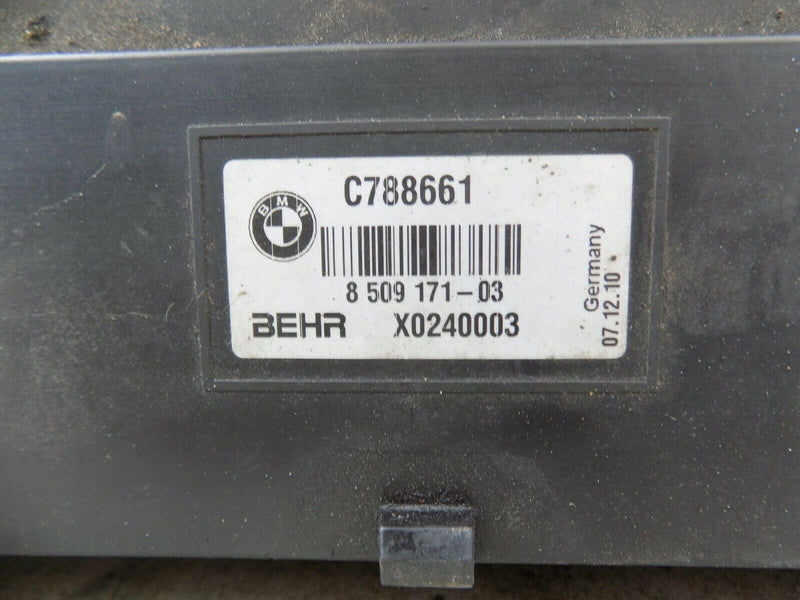 C788661
BMW
8 509 171-03
BEHR X0240003
Germany
07.12.10